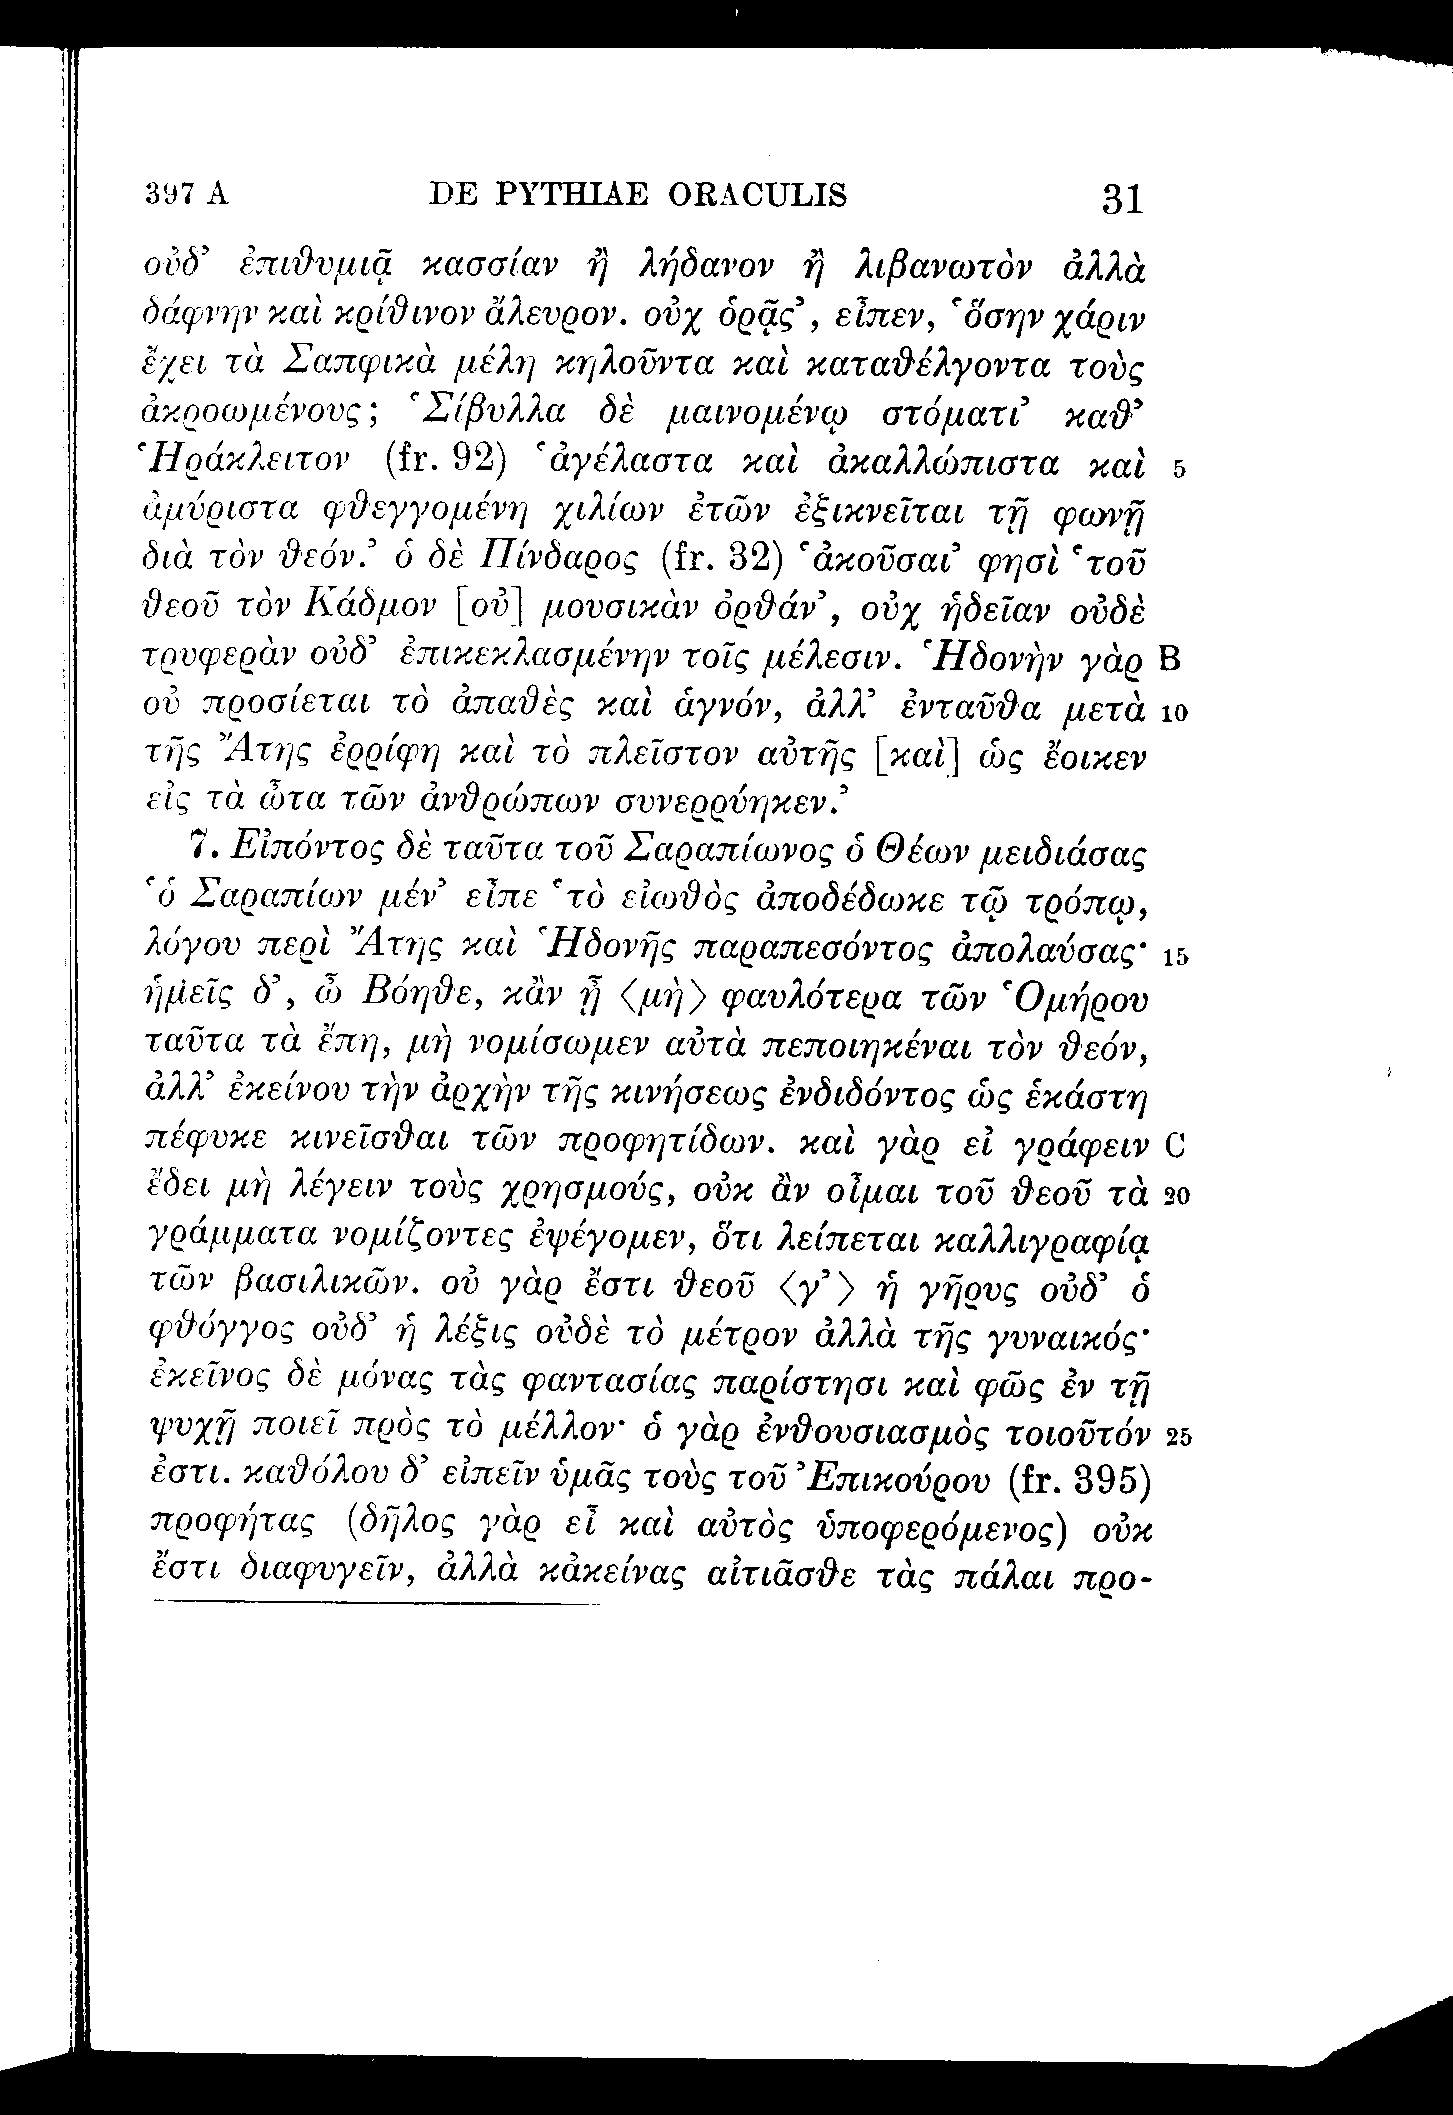 397 A DE PYTHIAE ORACULIS 31
οὐδ’ ἐπιθυμιᾷ κασσίαν ἢ λήδανον ἢ λιβανωτὸν ἀλλὰ
δάφνην καὶ κρίθινον ἄλευρον. οὐχ ὁρᾷς’, εἶπεν, ‘ὅσην χάριν
ἔχει τὰ Σαπφικὰ μέλη κηλοῦντα καὶ καταθέλγοντα τοὺς
ἀκροωμένους; ‘Σίβυλλα δὲ μαινομένῳ στόματι’ καθ’
Ἡράκλειτον (fr. 92) ‘ἀγέλαστα καὶ ἀκαλλώπιστα καὶ 5
ἀμύριστα φθεγγομένη χιλίων ἐτῶν ἐξικνεῖται τῇ φωνῇ
διὰ τὸν θεόν.’ ὁ δὲ Πίνδαρος (fr. 32) ‘ἀκοῦσαι’ φησὶ ‘τοῦ
θεοῦ τὸν Κάδμον [οὐ] μουσικὰν ὀρθάν’, οὐχ ἡδεῖαν οὐδὲ
τρυφερὰν οὐδ’ ἐπικεκλασμένην τοῖς μέλεσιν. Ἡδονὴν γὰρ B
οὐ προσίεται τὸ ἀπαθὲς καὶ ἁγνόν, ἀλλ’ ἐνταῦθα μετὰ 10
τῆς Ἄτης ἐρρίφη καὶ τὸ πλεῖστον αὐτῆς [καὶ] ὡς ἔοικεν
εἰς τὰ ὦτα τῶν ἀνθρώπων συνερρύηκεν.’
7. Εἰπόντος δὲ ταῦτα τοῦ Σαραπίωνος ὁ Θέων μειδιάσας
‘ὁ Σαραπίων μέν’ εἶπε ‘τὸ εἰωθὸς ἀποδέδωκε τῷ τρόπῳ,
λόγου περὶ Ἄτης καὶ Ἡδονῆς παραπεσόντος ἀπολαύσας· 15
ἡμεῖς δ’, ὦ Βόηθε, κἂν ᾖ ⟨μὴ⟩ φαυλότερα τῶν Ὁμήρου
ταῦτα τὰ ἔπη, μὴ νομίσωμεν αὐτὰ πεποιηκέναι τὸν θεόν,
ἀλλ’ ἐκείνου τὴν ἀρχὴν τῆς κινήσεως ἐνδιδόντος ὡς ἑκάστη
πέφυκε κινεῖσθαι τῶν προφητίδων. καὶ γὰρ εἰ γράφειν C
ἔδει μὴ λέγειν τοὺς χρησμούς, οὐκ ἂν οἶμαι τοῦ θεοῦ τὰ 20
γράμματα νομίζοντες ἐψέγομεν, ὅτι λείπεται καλλιγραφίᾳ
τῶν βασιλικῶν. οὐ γὰρ ἔστι θεοῦ ⟨γ’⟩ ἡ γῆρυς οὐδ’ ὁ
φθόγγος οὐδ’ ἡ λέξις οὐδὲ τὸ μέτρον ἀλλὰ τῆς γυναικός·
ἐκεῖνος δὲ μόνας τὰς φαντασίας παρίστησι καὶ φῶς ἐν τῇ
ψυχῇ ποιεῖ πρὸς τὸ μέλλον· ὁ γὰρ ἐνθουσιασμὸς τοιοῦτόν 25
ἐστι. καθόλου δ’ εἰπεῖν ὑμᾶς τοὺς τοῦ Ἐπικούρου (fr. 395)
προφήτας (δῆλος γὰρ εἶ καὶ αὐτὸς ὑποφερόμενος) οὐκ
ἔστι διαφυγεῖν, ἀλλὰ κἀκείνας αἰτιᾶσθε τὰς πάλαι προ-